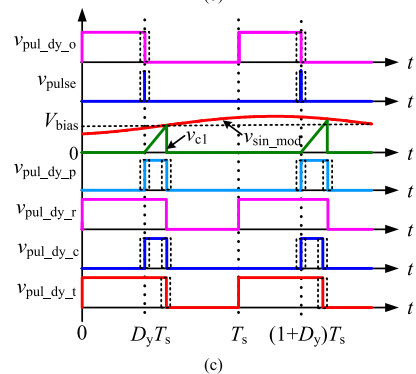 v_pul_dy_o t
v_pulse t
V_bias v_c1 v_sin_mod
0 t
v_pul_dy_p t
v_pul_dy_r t
v_pul_dy_c t
v_pul_dy_t t
0 D_yT_s T_s (1+D_y)T_s
(c)